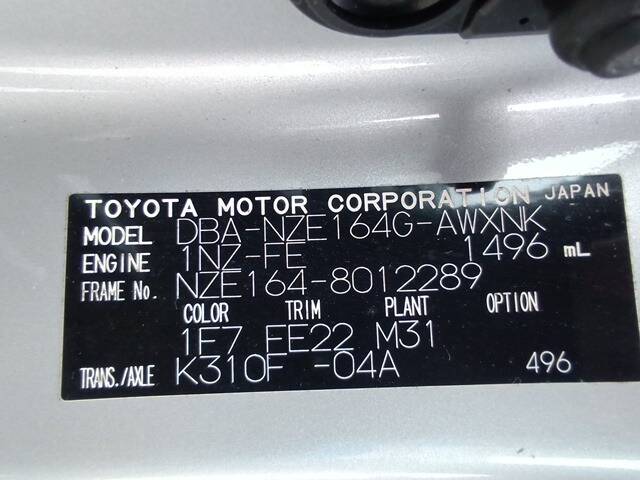 TOYOTA MOTOR CORPORATION JAPAN
MODEL DBA-NZE164G-AWXNK
ENGINE 1NZ-FE 1496 mL
FRAME No. NZE164-8012289
COLOR TRIM PLANT OPTION
1F7 FE22 M31
TRANS./AXLE K310F -04A 496